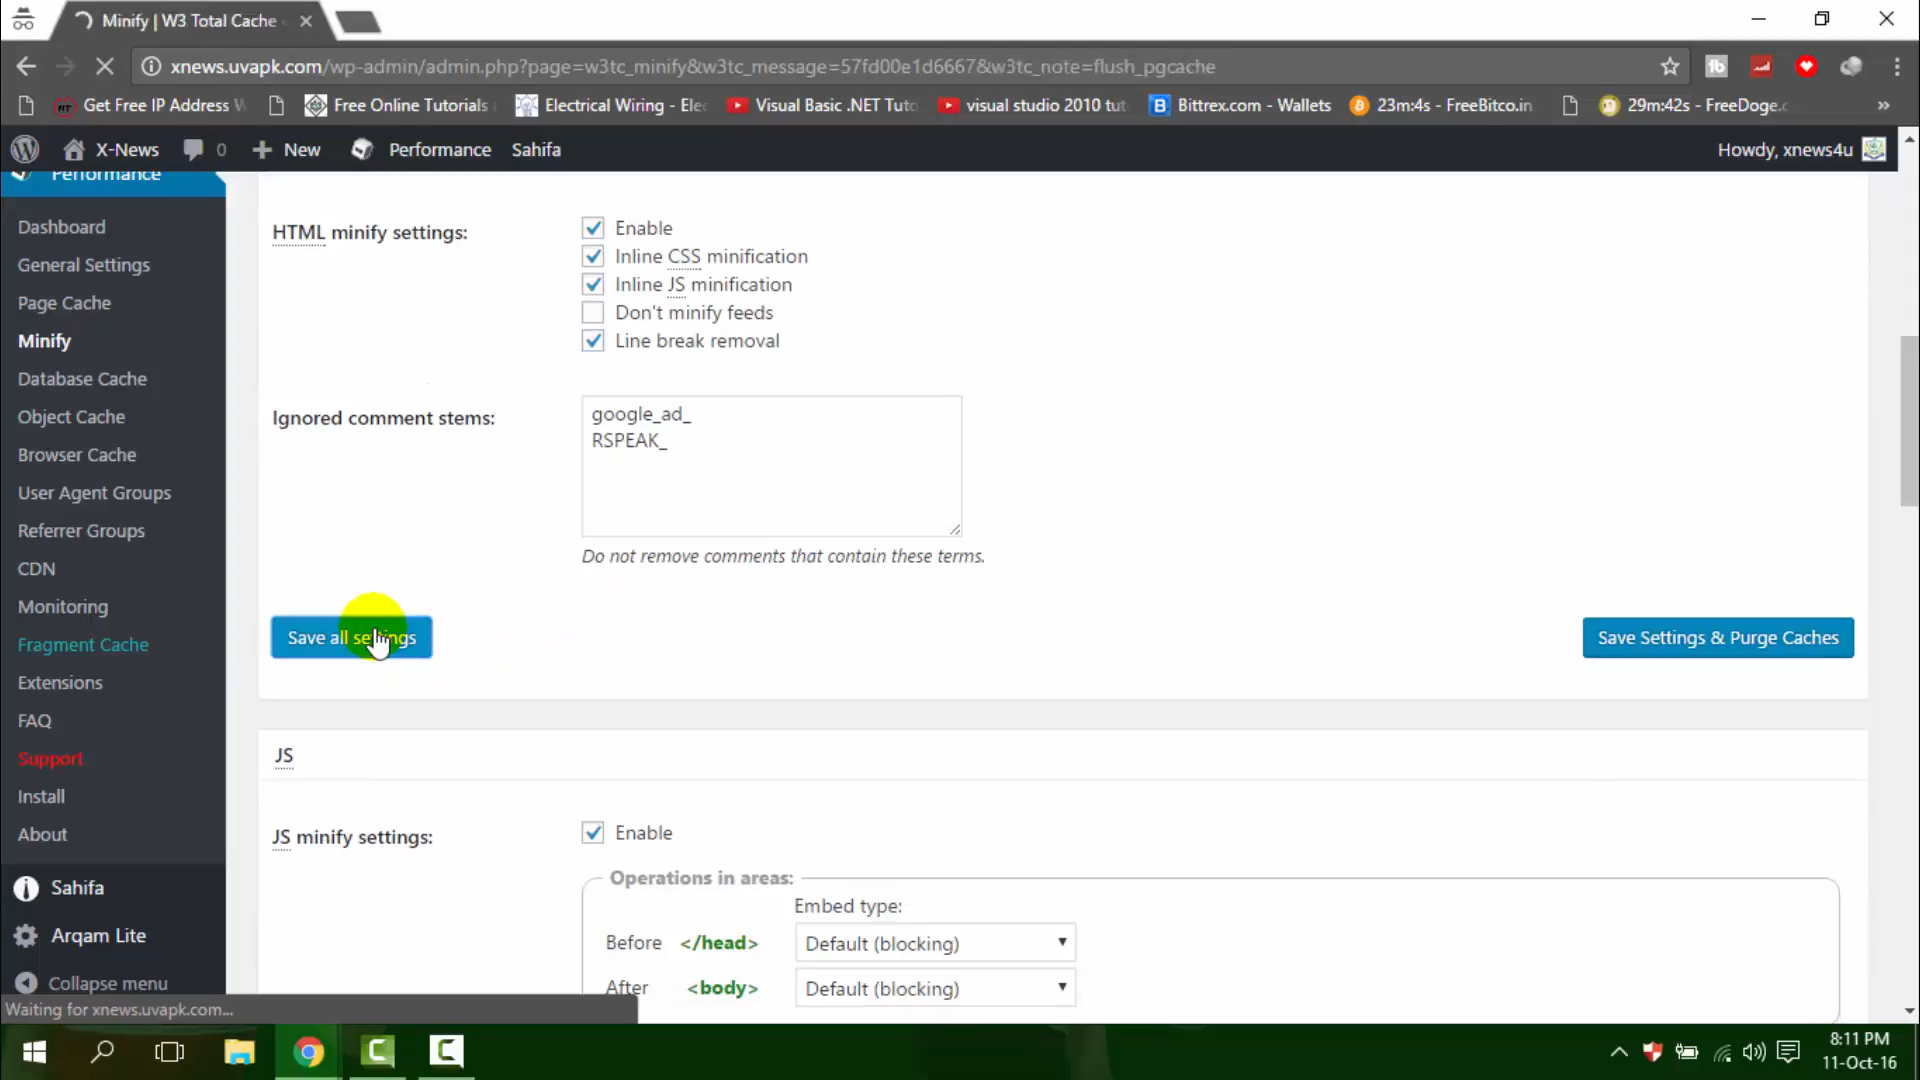 Minify | W3 Total Cache
xnews.uvapk.com/wp-admin/admin.php?page=w3tc_minify&w3tc_message=57fd00e1d6667&w3tc_note=flush_pgcache
Get Free IP Address
Free Online Tutorials
Electrical Wiring - Elec
Visual Basic .NET Tuto
visual studio 2010 tut
Bittrex.com - Wallets
23m:4s - FreeBitco.in
29m:42s - FreeDoge.c
X-News
0
New
Performance
Sahifa
Howdy, xnews4u
Performance
Dashboard
General Settings
Page Cache
Minify
Database Cache
Object Cache
Browser Cache
User Agent Groups
Referrer Groups
CDN
Monitoring
Fragment Cache
Extensions
FAQ
Support
Install
About
Sahifa
Arqam Lite
Collapse menu
HTML minify settings:
Enable
Inline CSS minification
Inline JS minification
Don't minify feeds
Line break removal
Ignored comment stems:
google_ad_
RSPEAK_
Do not remove comments that contain these terms.
Save all settings
Save Settings & Purge Caches
JS
JS minify settings:
Enable
Operations in areas:
Embed type:
Before </head> Default (blocking)
After <body> Default (blocking)
Waiting for xnews.uvapk.com...
8:11 PM
11-Oct-16